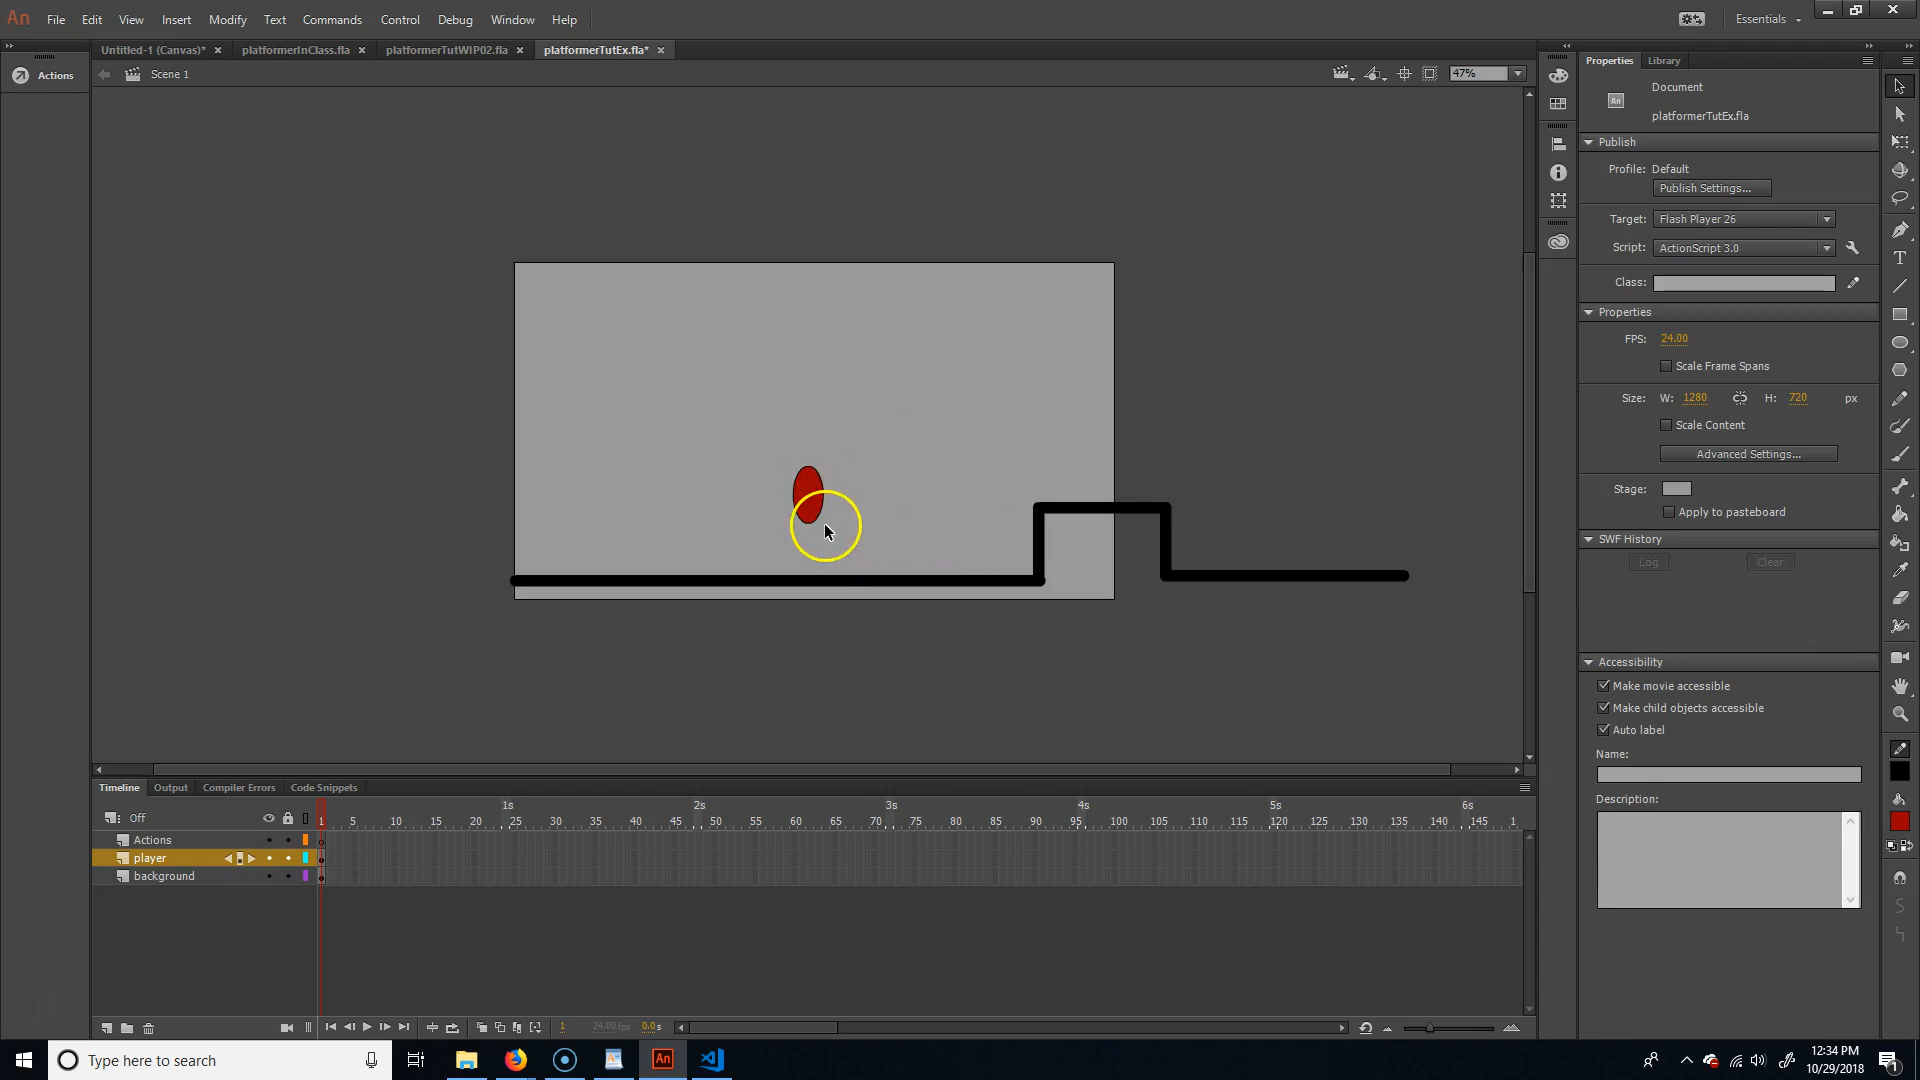 An File Edit View Insert Modify Text Commands Control Debug Window Help Essentials
Untitled-1 (Canvas)* platformerInClass.fla platformerTutWIP02.fla platformerTutEx.fla*
Actions
Scene 1
47%
Properties Library
Document
An
platformerTutEx.fla
Publish
Profile: Default
Publish Settings...
Target: Flash Player 26
Script: ActionScript 3.0
Class:
Properties
FPS: 24.00
Scale Frame Spans
Size: W: 1280 H: 720 px
Scale Content
Advanced Settings...
Stage:
Apply to pasteboard
SWF History
Log Clear
Accessibility
Make movie accessible
Make child objects accessible
Auto label
Name:
Description:
Timeline Output Compiler Errors Code Snippets
1s 2s 3s 4s 5s 6s
Off 1 5 10 15 20 25 30 35 40 45 50 55 60 65 70 75 80 85 90 95 100 105 110 115 120 125 130 135 140 145 1
Actions
player
background
1 24.00 fps 0.0 s
Type here to search
An
12:34 PM
10/29/2018
1